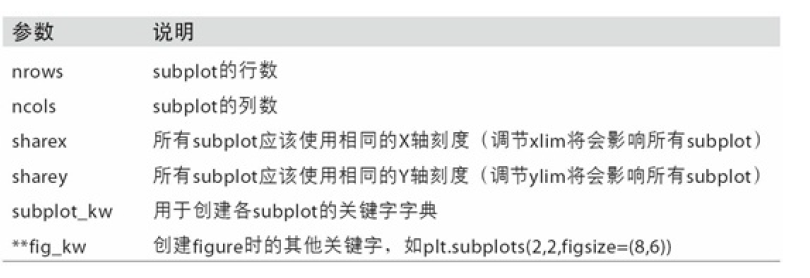 参数 说明
nrows subplot的行数
ncols subplot的列数
sharex 所有subplot应该使用相同的X轴刻度（调节xlim将会影响所有subplot）
sharey 所有subplot应该使用相同的Y轴刻度（调节ylim将会影响所有subplot）
subplot_kw 用于创建各subplot的关键字字典
**fig_kw 创建figure时的其他关键字，如plt.subplots(2,2,figsize=(8,6))